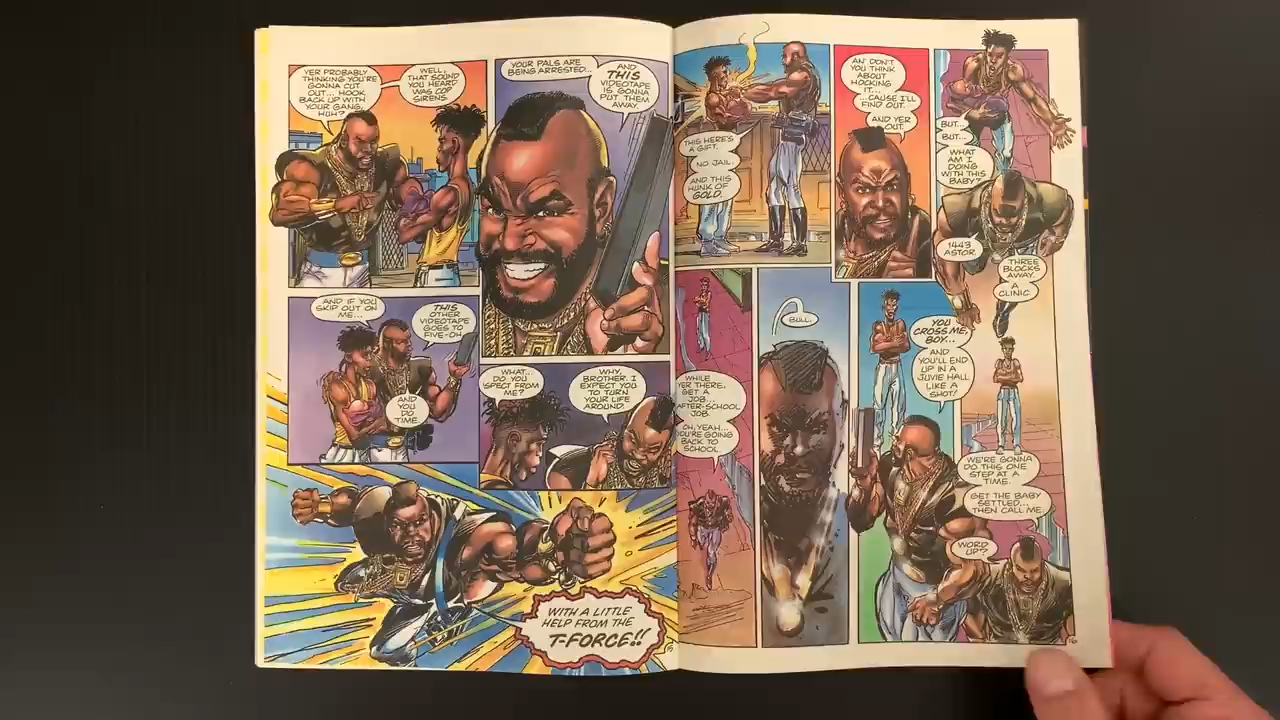 YER PROBABLY
THINKING YOU'RE
GONNA CUT
OUT... HOOK
BACK UP WITH
YOUR GANG,
HUH?
WELL,
THAT SOUND
YOU HEARD
WAS COP
SIRENS.
YOUR PALS ARE
BEING ARRESTED...
AND
THIS
VIDEOTAPE
IS GONNA
PUT THEM
AWAY.
AND IF YOU
SKIP OUT ON
ME...
THIS
OTHER
VIDEOTAPE
GOES TO
FIVE-OH
AND
YOU
DO
TIME.
WHAT...
DO YOU
'SPECT FROM
ME?
WHY,
BROTHER, I
EXPECT YOU
TO TURN
YOUR LIFE
AROUND.
WITH A LITTLE
HELP FROM THE
T-FORCE!!
15
THIS HERE'S
A GIFT.
NO JAIL.
AND THIS
HUNK OF
GOLD.
AN' DON'T
YOU THINK
ABOUT
HOCKING
IT...
...CAUSE I'LL
FIND OUT.
AND YER
OUT.
BUT...
BUT...
WHAT
AM I
DOING
WITH THIS
BABY?
1443
ASTOR.
THREE
BLOCKS
AWAY.
A
CLINIC.
WHILE
YER THERE,
GET A
JOB...
AFTER-SCHOOL
JOB.
OH, YEAH...
YOU'RE GOING
BACK TO
SCHOOL.
BULL.
YOU
CROSS ME,
BOY...
AND
YOU'LL END
UP IN A
JUVIE HALL
LIKE A
SHOT!
WE'RE GONNA
DO THIS ONE
STEP AT A
TIME.
GET THE BABY
SETTLED...
THEN CALL ME.
WORD
UP?
16